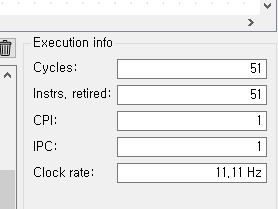 Execution info
Cycles: 51
Instrs. retired: 51
CPI: 1
IPC: 1
Clock rate: 11.11 Hz